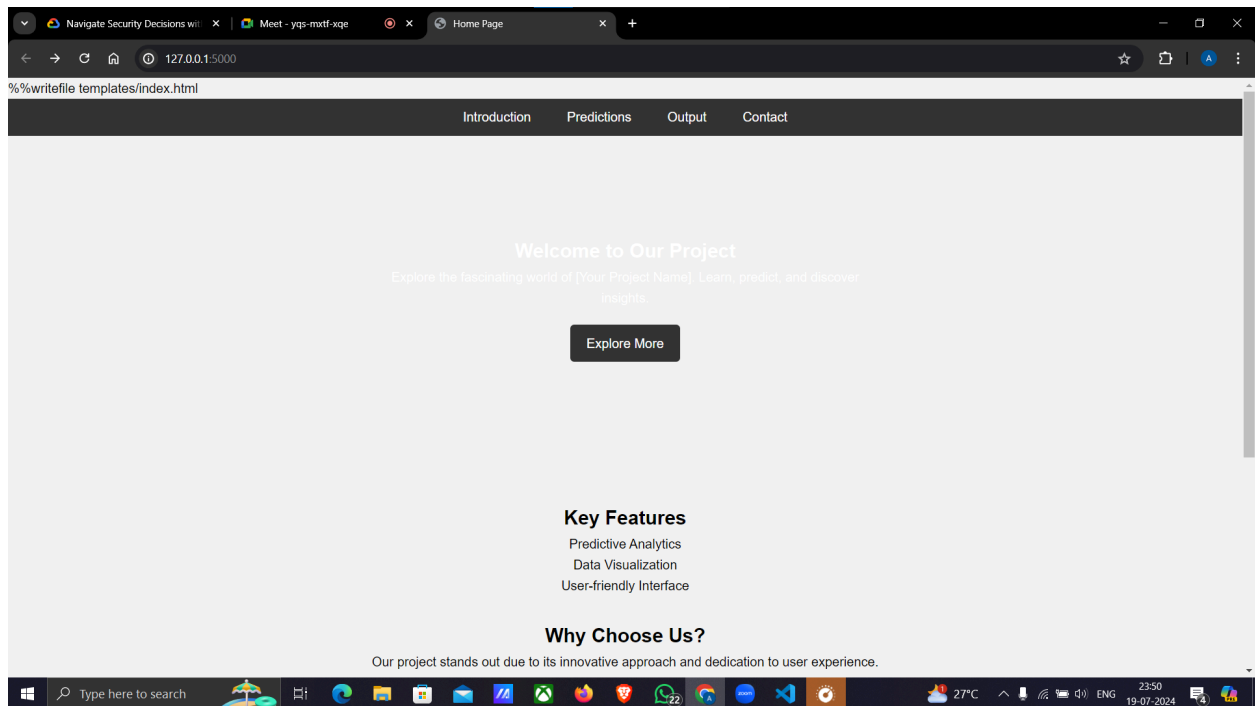 Navigate Security Decisions wit
Meet - yqs-mxtf-xqe
Home Page
127.0.0.1:5000
A
%%writefile templates/index.html
Introduction Predictions Output Contact
Welcome to Our Project
Explore the fascinating world of [Your Project Name]. Learn, predict, and discover
insights.
Explore More
Key Features
Predictive Analytics
Data Visualization
User-friendly Interface
Why Choose Us?
Our project stands out due to its innovative approach and dedication to user experience.
Type here to search
22
zoom
27°C
ENG
23:50
19-07-2024
4